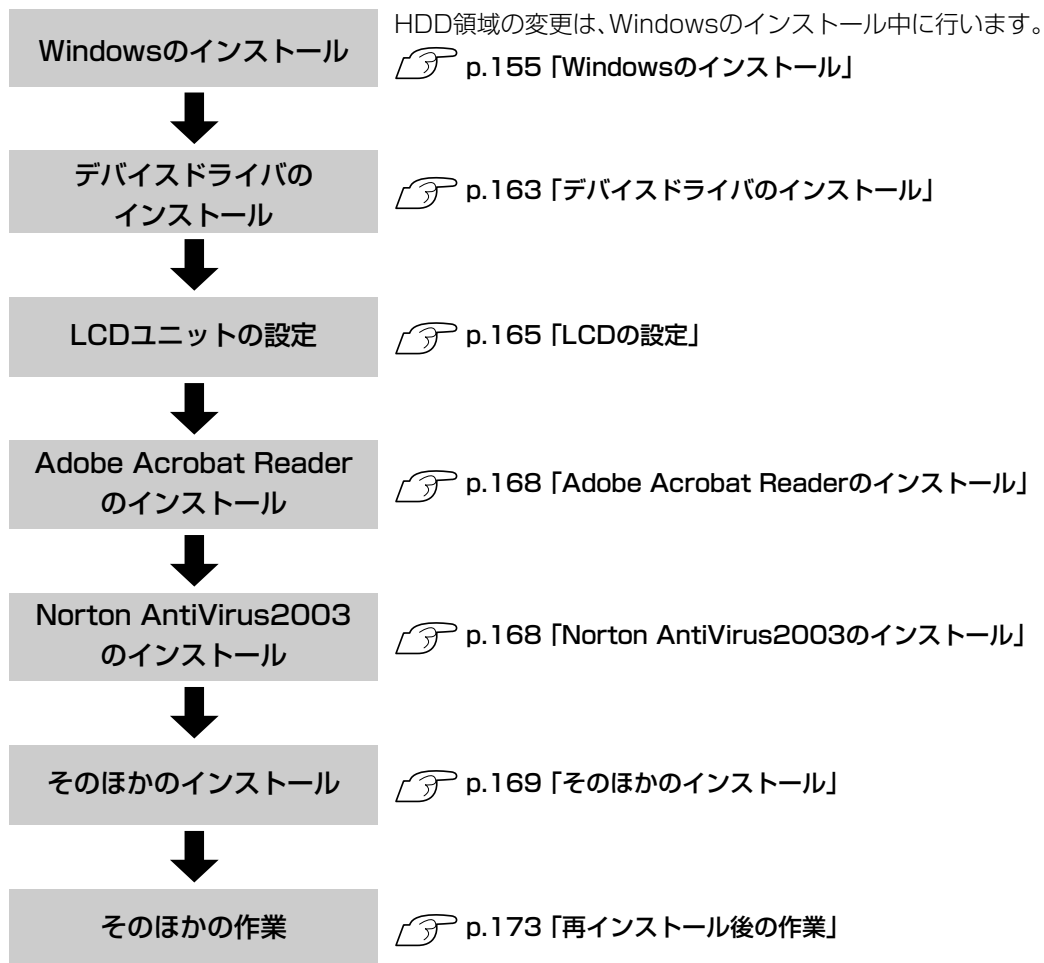 HDD領域の変更は、Windowsのインストール中に行います。
Windowsのインストール
p.155「Windowsのインストール」
デバイスドライバの
インストール
p.163「デバイスドライバのインストール」
LCDユニットの設定
p.165「LCDの設定」
Adobe Acrobat Reader
のインストール
p.168「Adobe Acrobat Readerのインストール」
Norton AntiVirus2003
のインストール
p.168「Norton AntiVirus2003のインストール」
そのほかのインストール
p.169「そのほかのインストール」
そのほかの作業
p.173「再インストール後の作業」